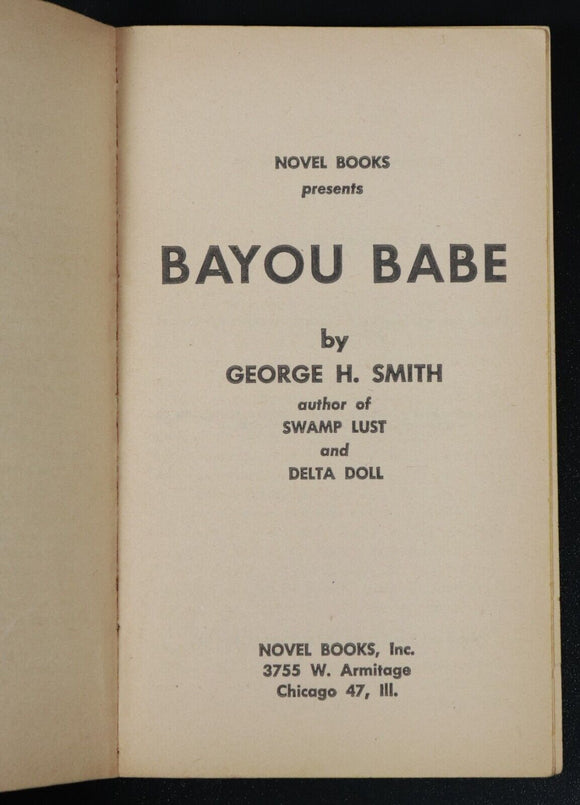 NOVEL BOOKS
presents
BAYOU BABE
by
GEORGE H. SMITH
author of
SWAMP LUST
and
DELTA DOLL
NOVEL BOOKS, Inc.
3755 W. Armitage
Chicago 47, Ill.